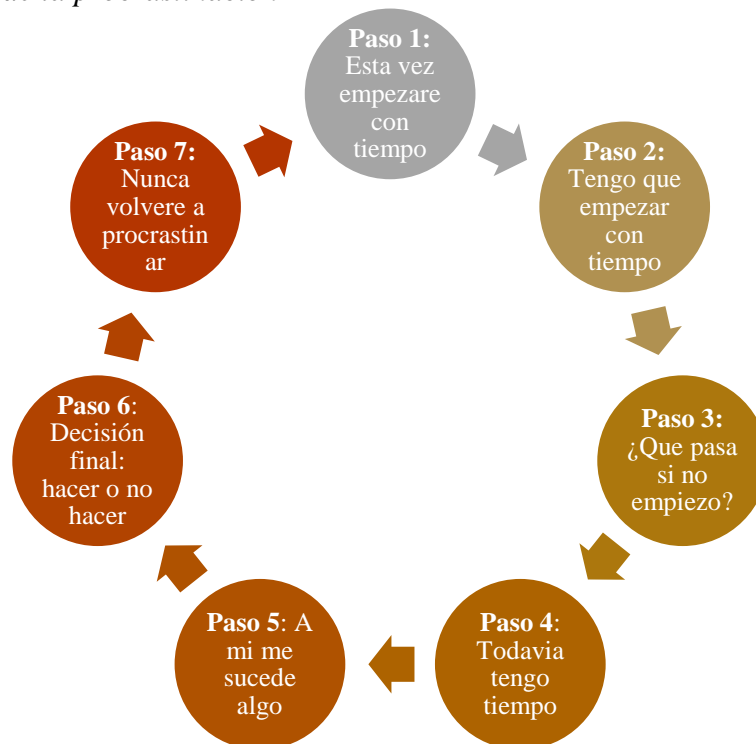 Paso 1:
Esta vez
empezare
con
tiempo
Paso 2:
Tengo que
empezar
con
tiempo
Paso 3:
¿Que pasa
si no
empiezo?
Paso 4:
Todavia
tengo
tiempo
Paso 5: A
mi me
sucede
algo
Paso 6:
Decisión
final:
hacer o no
hacer
Paso 7:
Nunca
volvere a
procrastin
ar